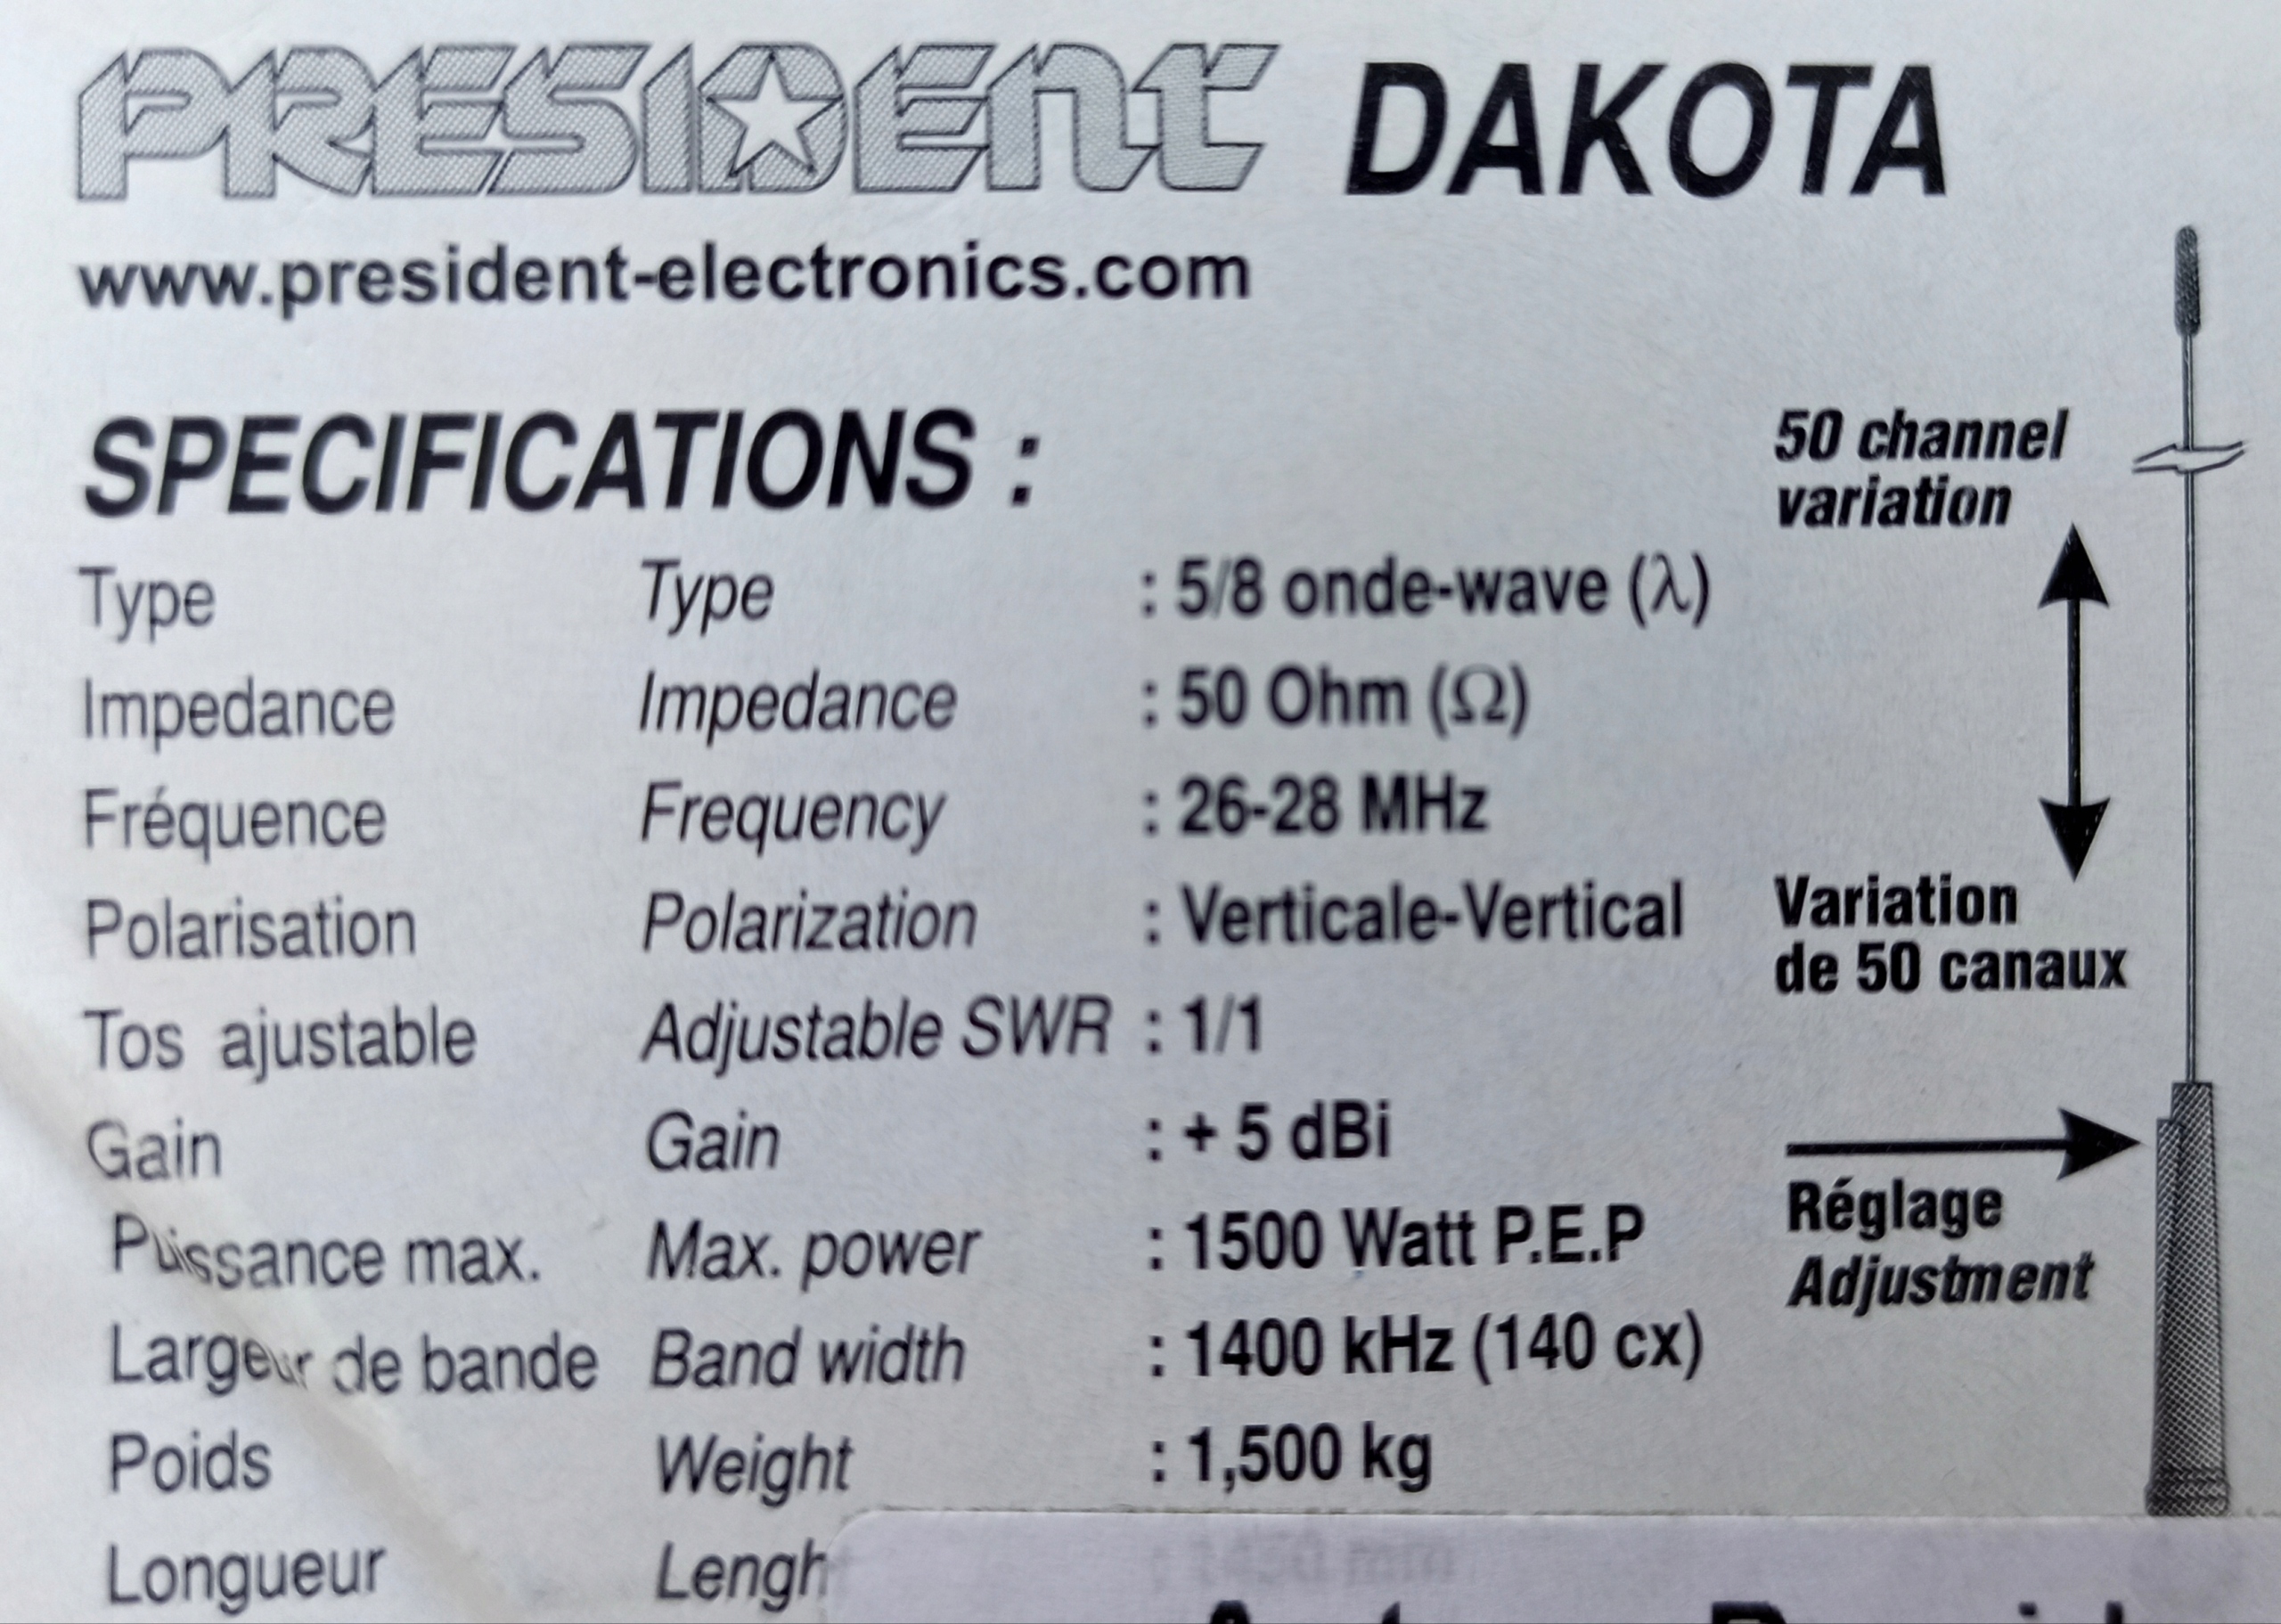 PRESIDENT DAKOTA
www.president-electronics.com
SPECIFICATIONS :
Type Type : 5/8 onde-wave (λ)
Impedance Impedance : 50 Ohm (Ω)
Fréquence Frequency : 26-28 MHz
Polarisation Polarization : Verticale-Vertical
Tos ajustable Adjustable SWR : 1/1
Gain Gain : + 5 dBi
Puissance max. Max. power : 1500 Watt P.E.P
Largeur de bande Band width : 1400 kHz (140 cx)
Poids Weight : 1,500 kg
Longueur Lengh
50 channel
variation
Variation
de 50 canaux
Réglage
Adjustment